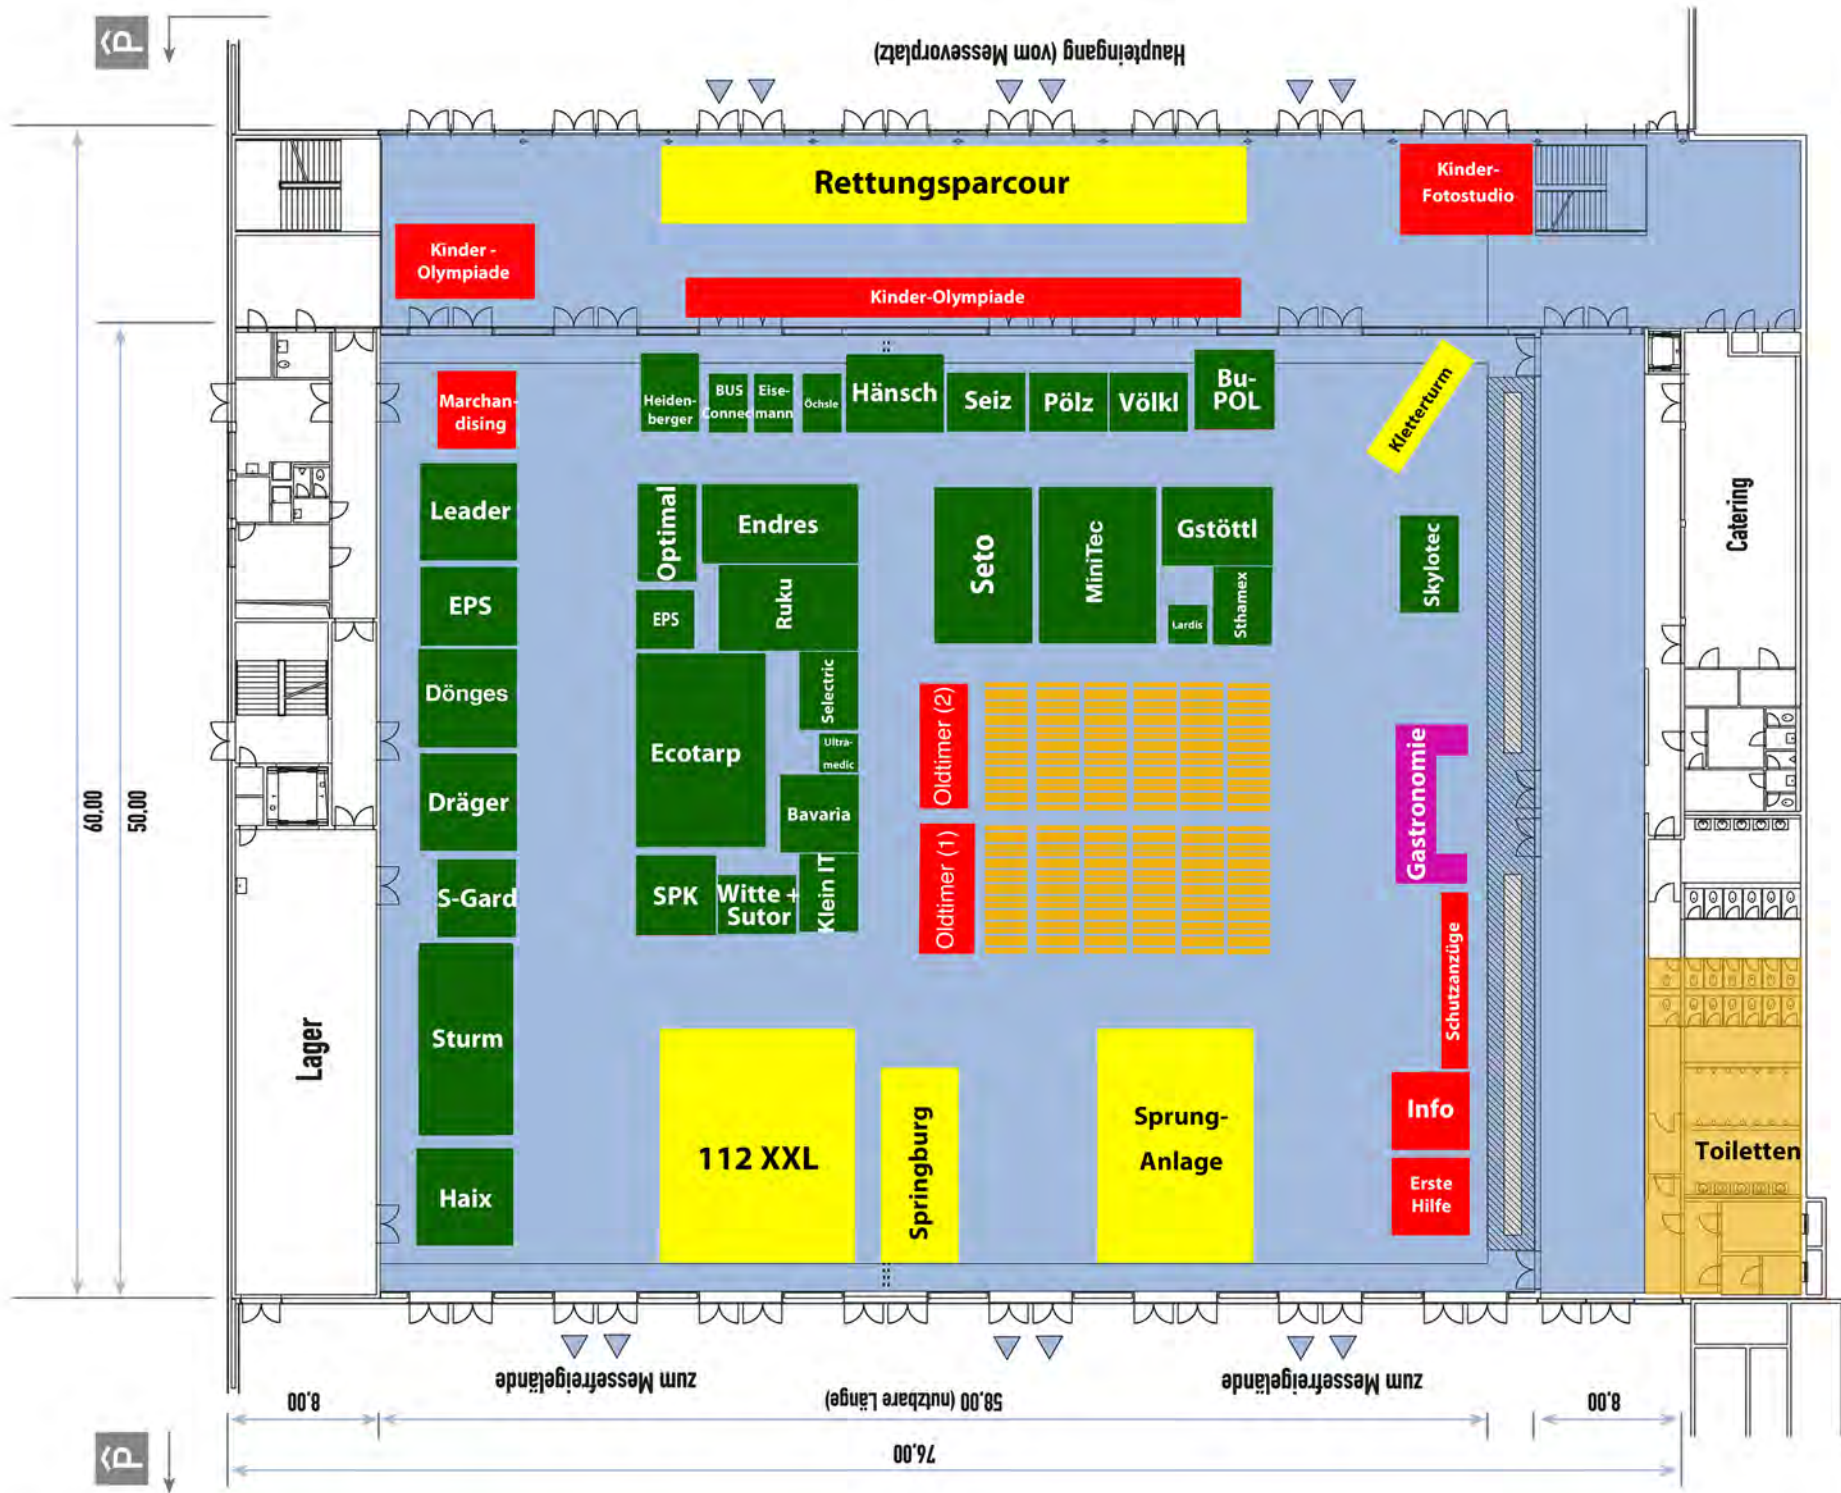 P
Haupteingang (vom Messevorplatz)
Rettungsparcour
Kinder-
Fotostudio
Kinder -
Olympiade
Kinder-Olympiade
Marchan-
dising
Heiden-
berger
BUS
Connec
Eise-
mann
Öchsle
Hänsch
Seiz
Pölz
Völkl
Bu-
POL
Kletterturm
Leader
Optimal
Endres
Seto
MiniTec
Gstöttl
Skylotec
Catering
EPS
EPS
Ruku
Lardis
Sthamex
Dönges
Ecotarp
Selectric
Ultra-
medic
Oldtimer (2)
Gastronomie
60,00
50,00
Dräger
Bavaria
Oldtimer (1)
S-Gard
SPK
Witte +
Sutor
Klein IT
Schutzanzüge
Lager
Sturm
112 XXL
Springburg
Sprung-
Anlage
Info
Toiletten
Haix
Erste
Hilfe
zum Messefreigelände
zum Messefreigelände
8.00
58.00 (nutzbare Länge)
8.00
76.00
P